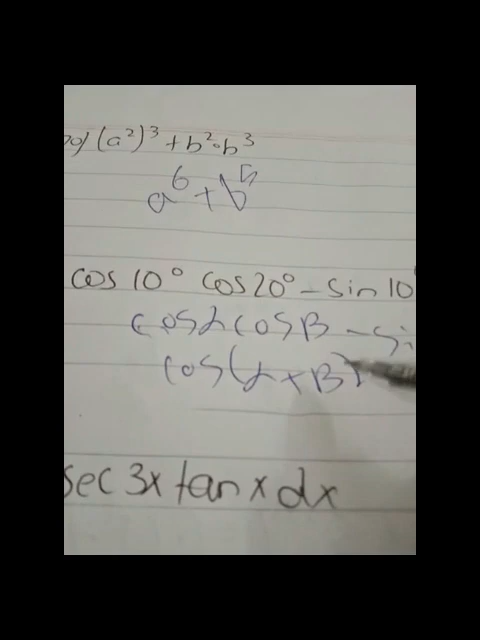 (a²)³ + b²·b³
a⁶ + b⁵
cos 10° cos 20° - sin 10
cosα cosβ - si
cos(α + β)
sec 3x tan x dx